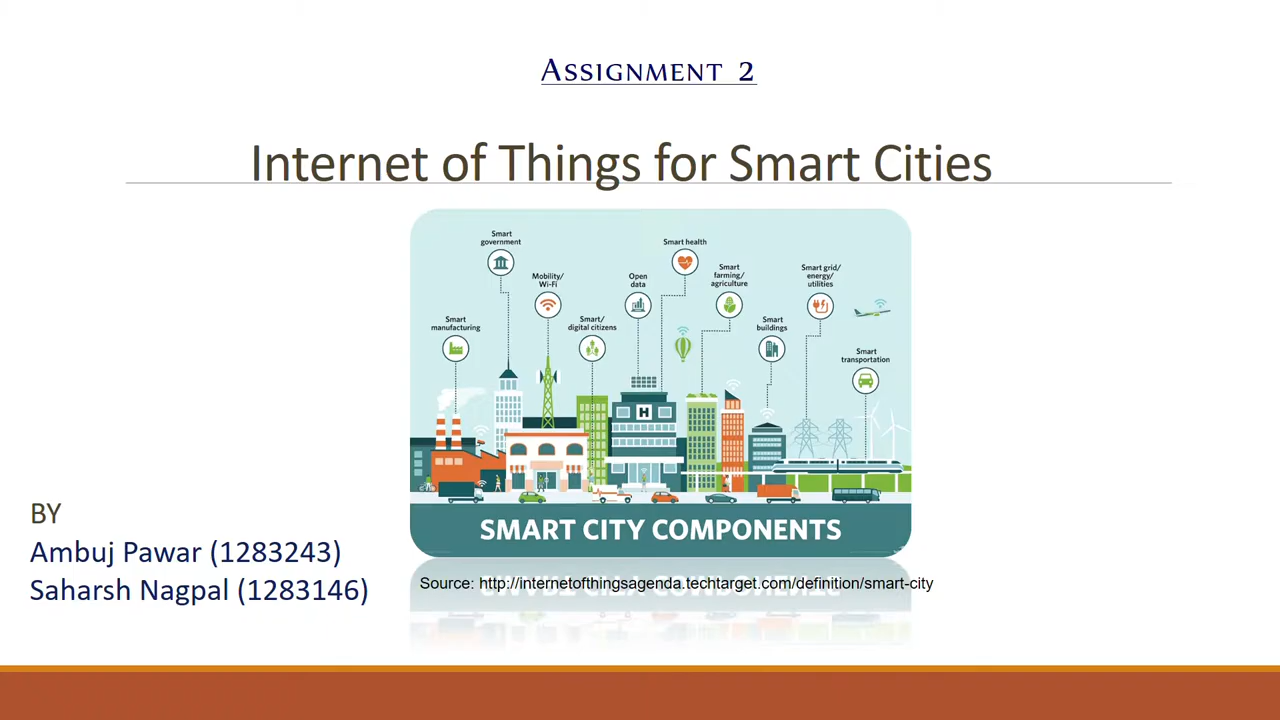 ASSIGNMENT 2
Internet of Things for Smart Cities
Smart
government
Smart health
Mobility/
Wi-Fi
Open
data
Smart
farming/
agriculture
Smart grid/
energy/
utilities
Smart
manufacturing
Smart/
digital citizens
Smart
buildings
Smart
transportation
H
SMART CITY COMPONENTS
BY
Ambuj Pawar (1283243)
Saharsh Nagpal (1283146)
Source: http://internetofthingsagenda.techtarget.com/definition/smart-city